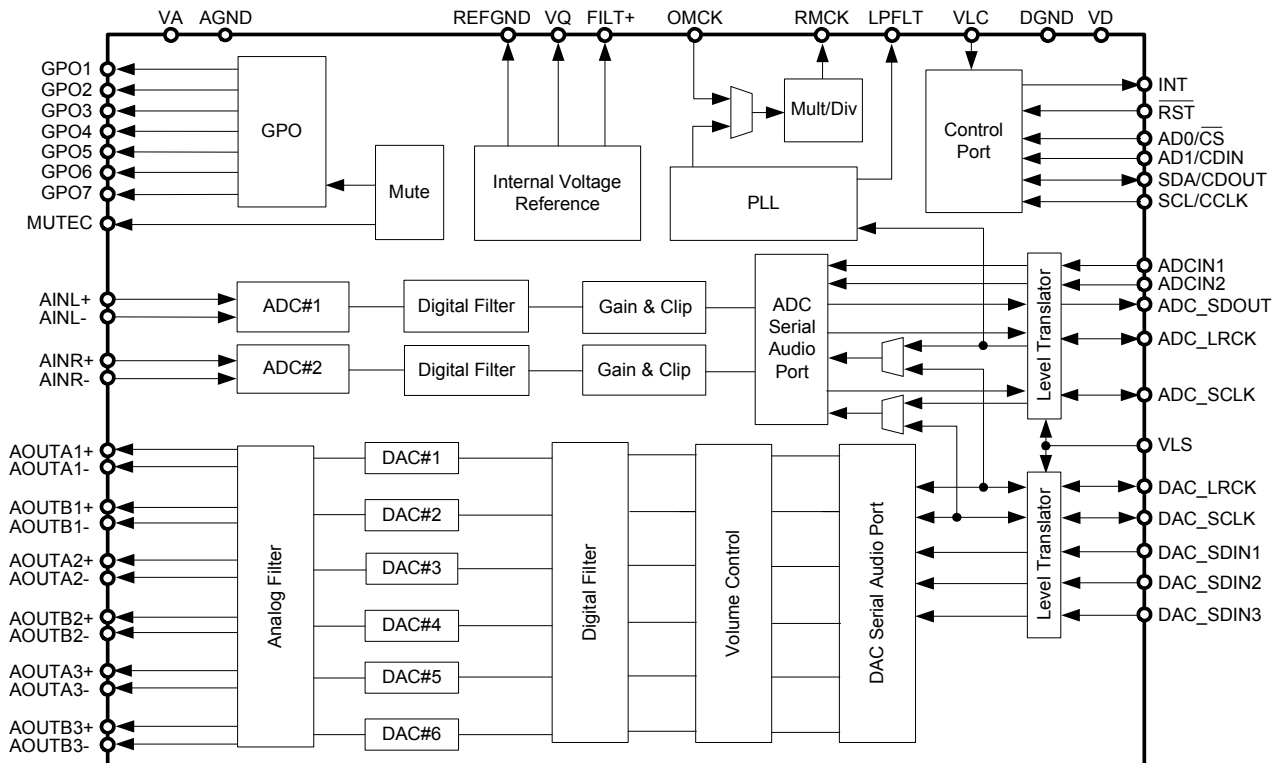 VA
AGND
REFGND
VQ
FILT+
OMCK
RMCK
LPFLT
VLC
DGND
VD
GPO1
GPO2
GPO3
GPO4
GPO5
GPO6
GPO7
MUTEC
GPO
Mute
Internal Voltage
Reference
Mult/Div
PLL
Control
Port
INT
RST
AD0/CS
AD1/CDIN
SDA/CDOUT
SCL/CCLK
AINL+
AINL-
AINR+
AINR-
ADC#1
Digital Filter
Gain & Clip
ADC#2
Digital Filter
Gain & Clip
ADC
Serial
Audio
Port
Level Translator
ADCIN1
ADCIN2
ADC_SDOUT
ADC_LRCK
ADC_SCLK
VLS
AOUTA1+
AOUTA1-
AOUTB1+
AOUTB1-
AOUTA2+
AOUTA2-
AOUTB2+
AOUTB2-
AOUTA3+
AOUTA3-
AOUTB3+
AOUTB3-
Analog Filter
DAC#1
DAC#2
DAC#3
DAC#4
DAC#5
DAC#6
Digital Filter
Volume Control
DAC Serial Audio Port
Level Translator
DAC_LRCK
DAC_SCLK
DAC_SDIN1
DAC_SDIN2
DAC_SDIN3